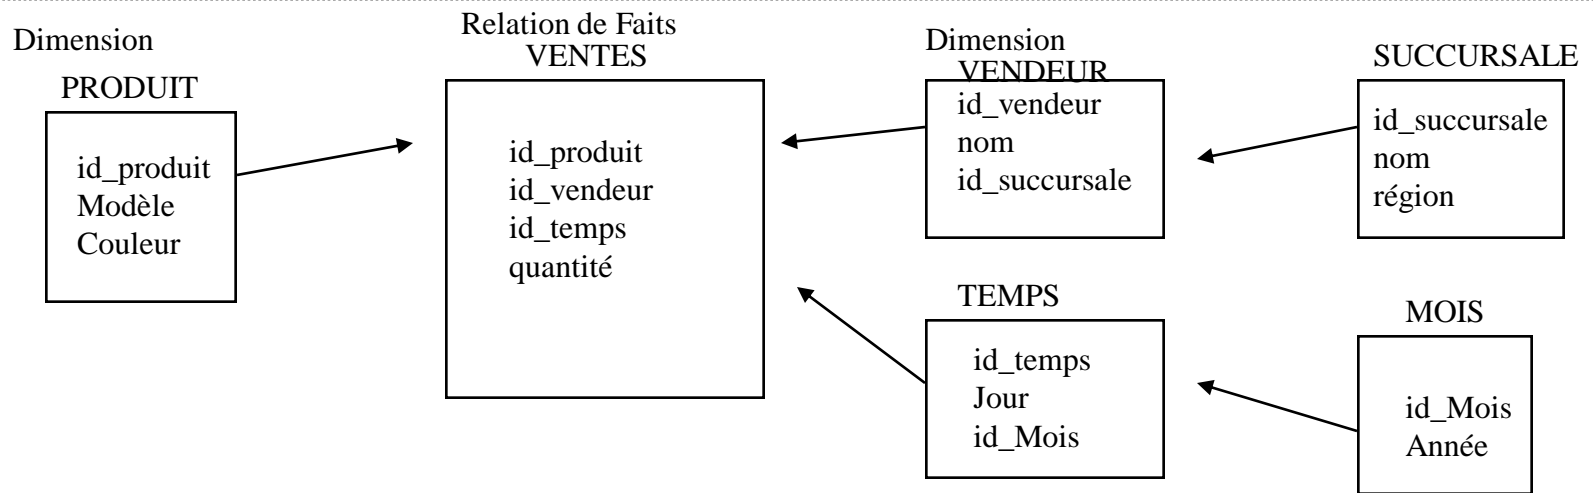 Dimension
PRODUIT
id_produit
Modèle
Couleur
Relation de Faits
VENTES
id_produit
id_vendeur
id_temps
quantité
Dimension
VENDEUR
id_vendeur
nom
id_succursale
SUCCURSALE
id_succursale
nom
région
TEMPS
id_temps
Jour
id_Mois
MOIS
id_Mois
Année